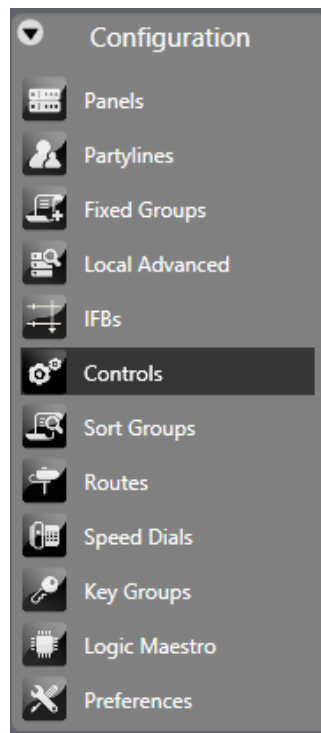 Configuration
Panels
Partylines
Fixed Groups
Local Advanced
IFBs
Controls
Sort Groups
Routes
Speed Dials
Key Groups
Logic Maestro
Preferences